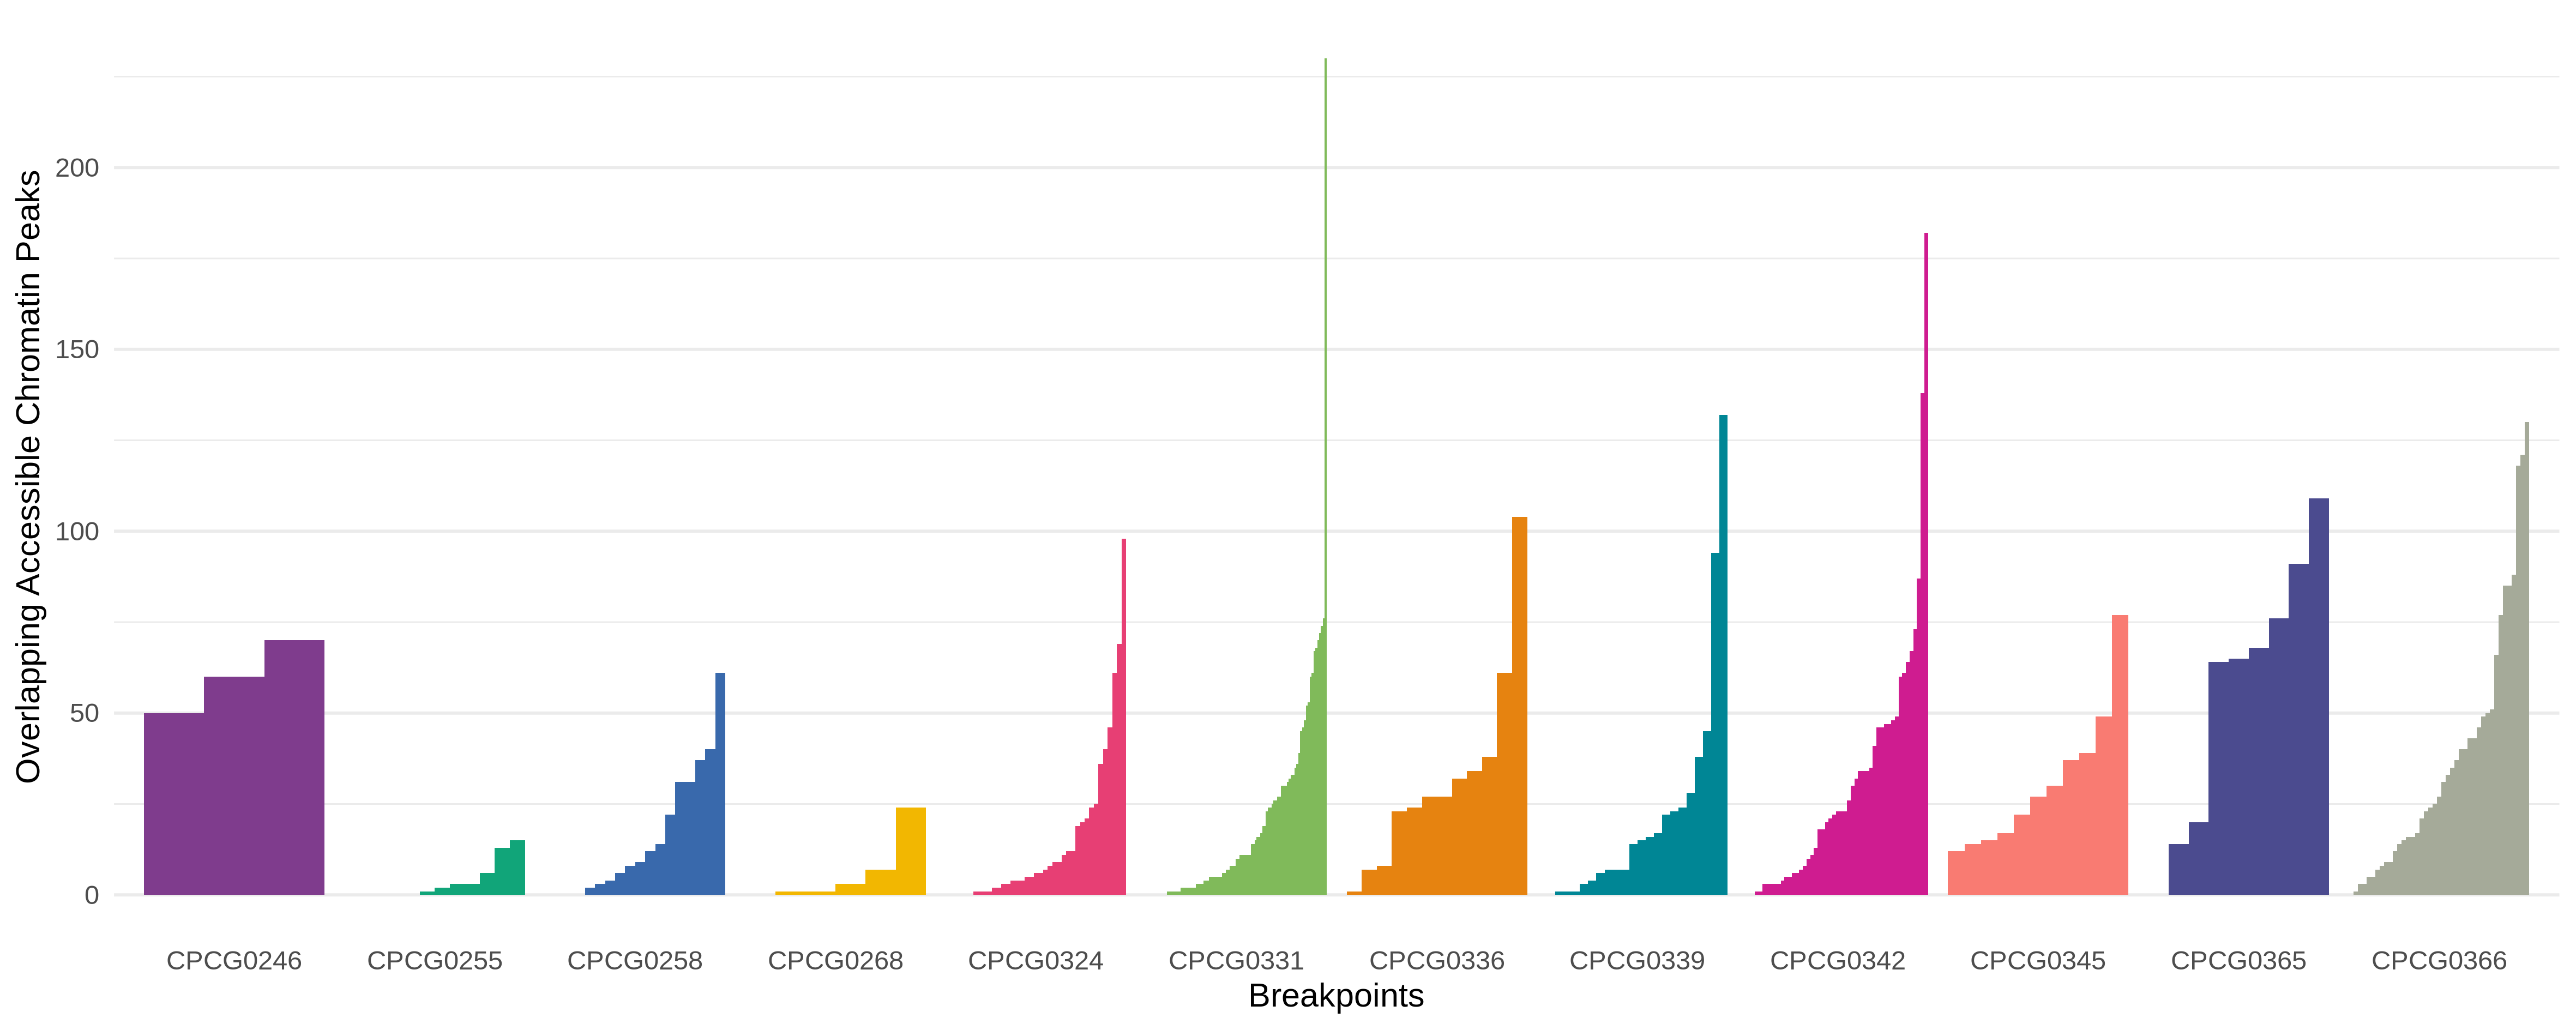 Overlapping Accessible Chromatin Peaks
200
150
100
50
0
CPCG0246 CPCG0255 CPCG0258 CPCG0268 CPCG0324 CPCG0331 CPCG0336 CPCG0339 CPCG0342 CPCG0345 CPCG0365 CPCG0366
Breakpoints